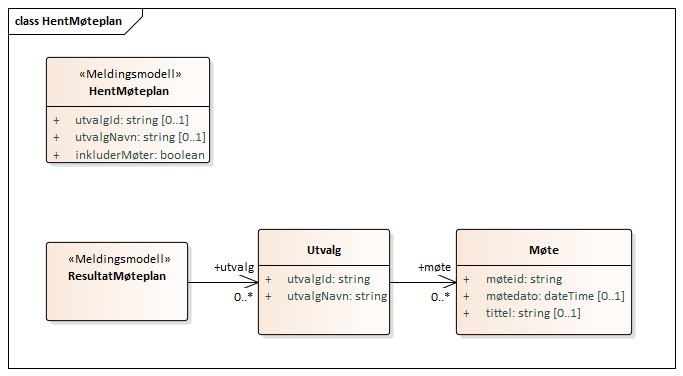 class HentMøteplan
«Meldingsmodell»
HentMøteplan
+ utvalgId: string [0..1]
+ utvalgNavn: string [0..1]
+ inkluderMøter: boolean
«Meldingsmodell»
ResultatMøteplan
+utvalg
0..*
Utvalg
+ utvalgId: string
+ utvalgNavn: string
+møte
0..*
Møte
+ møteid: string
+ møtedato: dateTime [0..1]
+ tittel: string [0..1]